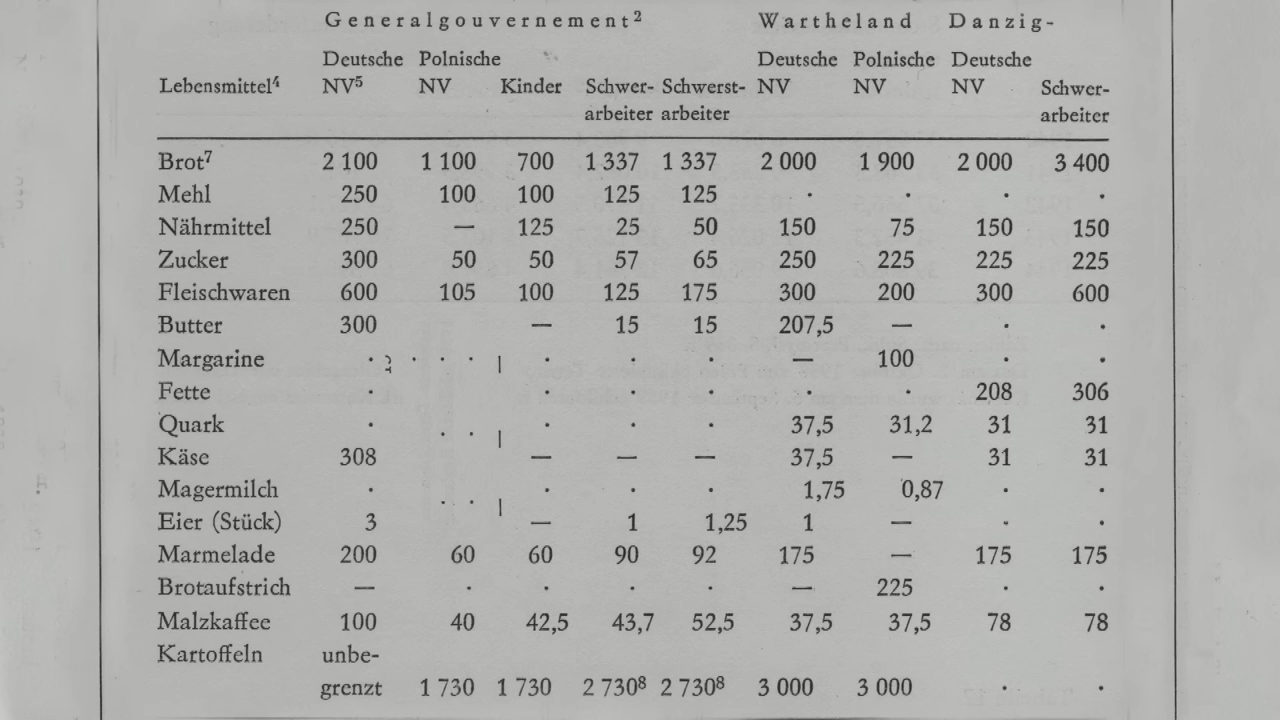 Generalgouvernement² Wartheland Danzig-
Deutsche Polnische Deutsche Polnische Deutsche
Lebensmittel⁴ NV⁵ NV Kinder Schwer- Schwerst- NV NV NV Schwer-
arbeiter arbeiter arbeiter
Brot⁷ 2 100 1 100 700 1 337 1 337 2 000 1 900 2 000 3 400
Mehl 250 100 100 125 125 · · · ·
Nährmittel 250 — 125 25 50 150 75 150 150
Zucker 300 50 50 57 65 250 225 225 225
Fleischwaren 600 105 100 125 175 300 200 300 600
Butter 300 — 15 15 207,5 — · ·
Margarine · · · · · · · — 100 · ·
Fette · · · · · · · 208 306
Quark · · · · · · 37,5 31,2 31 31
Käse 308 — — — 37,5 — 31 31
Magermilch · · · · · · 1,75 0,87 · ·
Eier (Stück) 3 — 1 1,25 1 — · ·
Marmelade 200 60 60 90 92 175 — 175 175
Brotaufstrich — · · · · — 225 · ·
Malzkaffee 100 40 42,5 43,7 52,5 37,5 37,5 78 78
Kartoffeln unbe-
grenzt 1 730 1 730 2 730⁸ 2 730⁸ 3 000 3 000 · ·